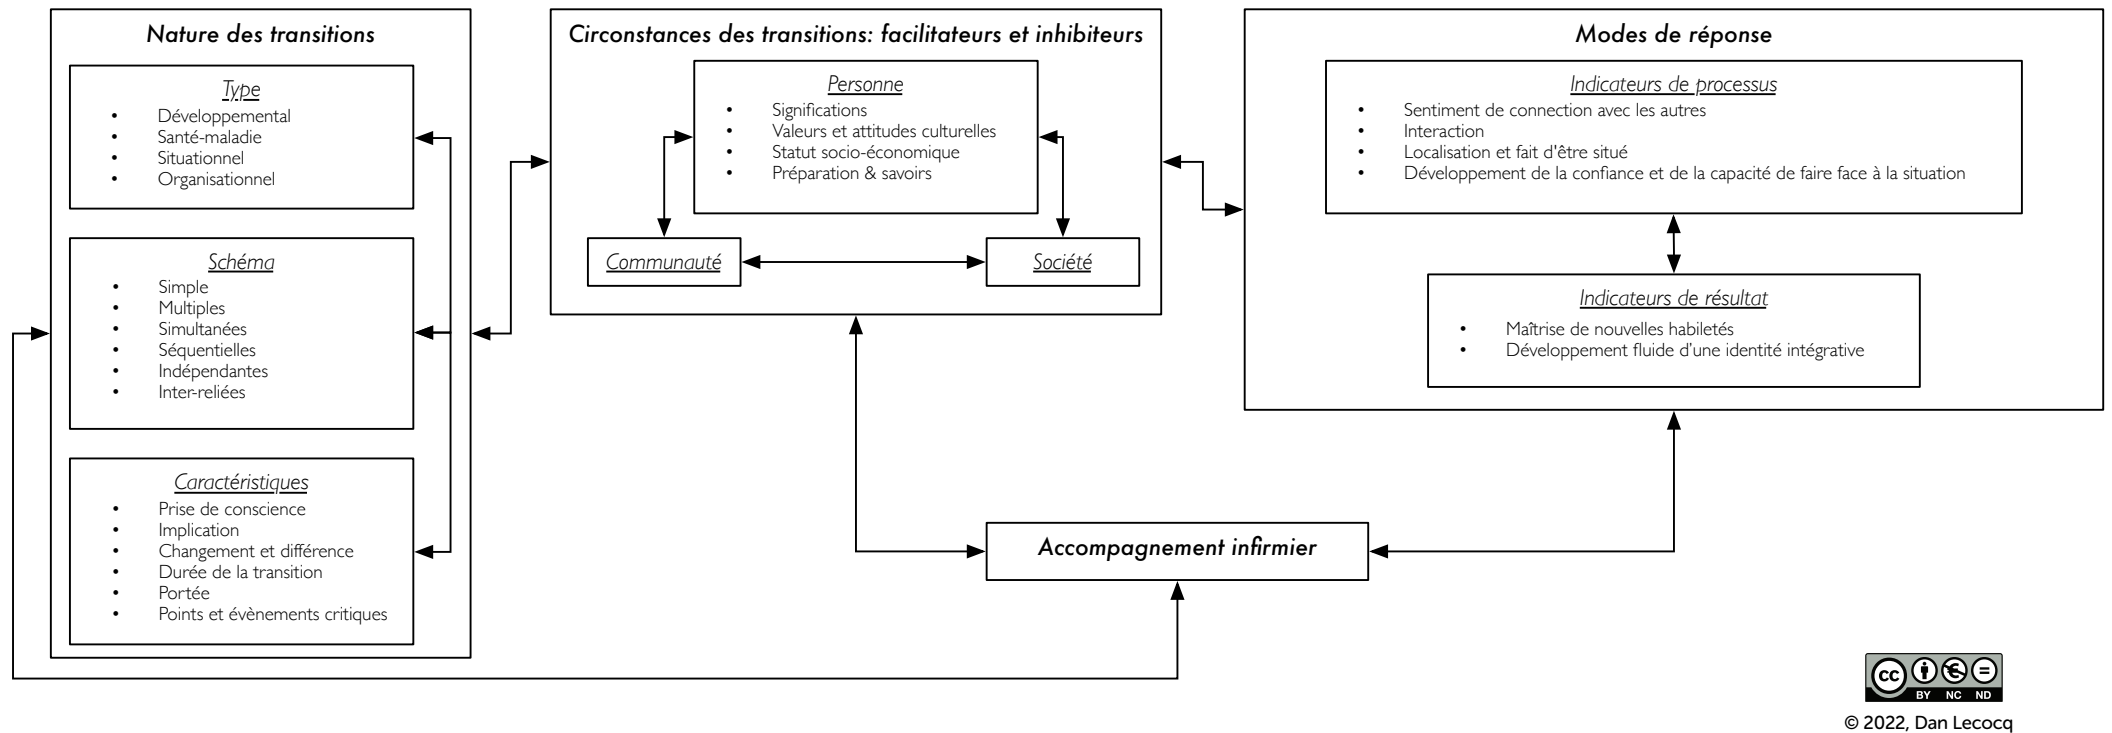 Nature des transitions
Type
• Développemental
• Santé-maladie
• Situationnel
• Organisationnel
Schéma
• Simple
• Multiples
• Simultanées
• Séquentielles
• Indépendantes
• Inter-reliées
Caractéristiques
• Prise de conscience
• Implication
• Changement et différence
• Durée de la transition
• Portée
• Points et évènements critiques
Circonstances des transitions: facilitateurs et inhibiteurs
Personne
• Significations
• Valeurs et attitudes culturelles
• Statut socio-économique
• Préparation & savoirs
Communauté
Société
Modes de réponse
Indicateurs de processus
• Sentiment de connection avec les autres
• Interaction
• Localisation et fait d'être situé
• Développement de la confiance et de la capacité de faire face à la situation
Indicateurs de résultat
• Maîtrise de nouvelles habiletés
• Développement fluide d’une identité intégrative
Accompagnement infirmier
cc
BY NC ND
© 2022, Dan Lecocq